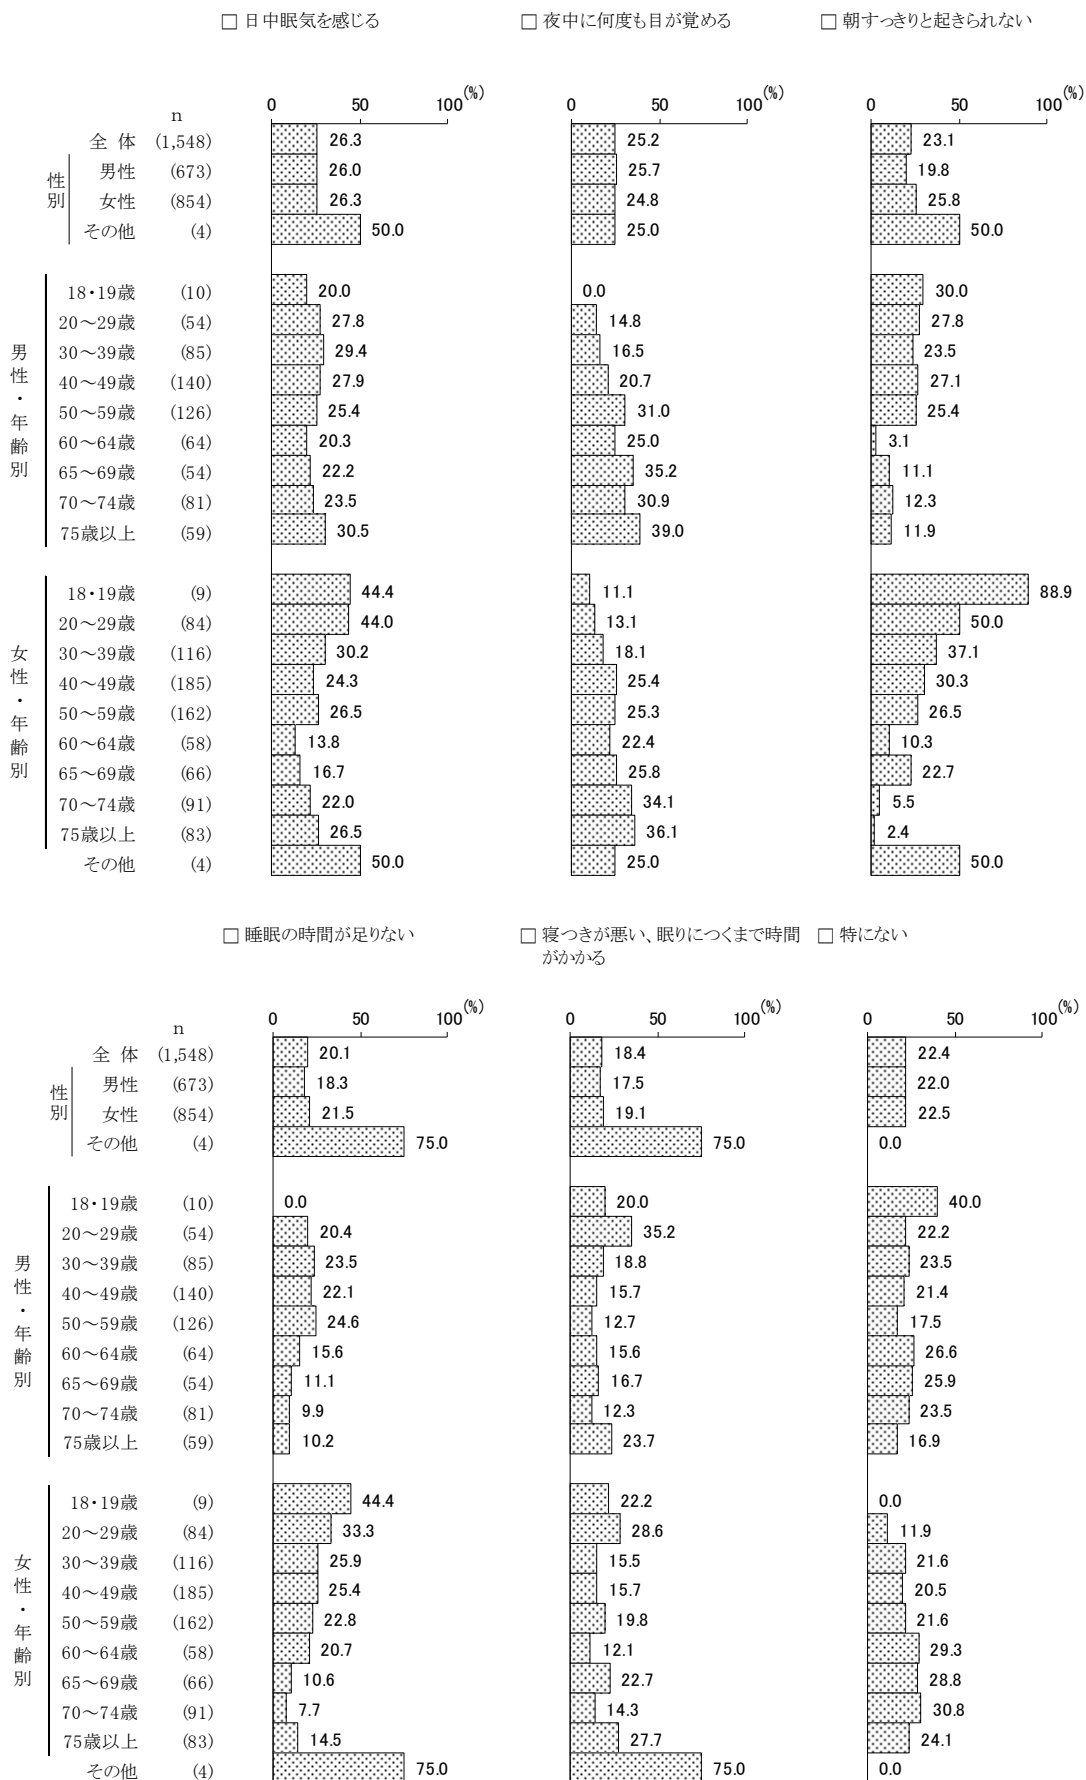 □ 日中眠気を感じる □ 夜中に何度も目が覚める □ 朝すっきりと起きられない
n 0 50 100(%) 0 50 100(%) 0 50 100(%)
全 体 (1,548) 26.3 25.2 23.1
性別
男性 (673) 26.0 25.7 19.8
女性 (854) 26.3 24.8 25.8
その他 (4) 50.0 25.0 50.0
男性・年齢別
18・19歳 (10) 20.0 0.0 30.0
20～29歳 (54) 27.8 14.8 27.8
30～39歳 (85) 29.4 16.5 23.5
40～49歳 (140) 27.9 20.7 27.1
50～59歳 (126) 25.4 31.0 25.4
60～64歳 (64) 20.3 25.0 3.1
65～69歳 (54) 22.2 35.2 11.1
70～74歳 (81) 23.5 30.9 12.3
75歳以上 (59) 30.5 39.0 11.9
女性・年齢別
18・19歳 (9) 44.4 11.1 88.9
20～29歳 (84) 44.0 13.1 50.0
30～39歳 (116) 30.2 18.1 37.1
40～49歳 (185) 24.3 25.4 30.3
50～59歳 (162) 26.5 25.3 26.5
60～64歳 (58) 13.8 22.4 10.3
65～69歳 (66) 16.7 25.8 22.7
70～74歳 (91) 22.0 34.1 5.5
75歳以上 (83) 26.5 36.1 2.4
その他 (4) 50.0 25.0 50.0
□ 睡眠の時間が足りない □ 寝つきが悪い、眠りにつくまで時間 □ 特にない
がかかる
n 0 50 100(%) 0 50 100(%) 0 50 100(%)
全 体 (1,548) 20.1 18.4 22.4
性別
男性 (673) 18.3 17.5 22.0
女性 (854) 21.5 19.1 22.5
その他 (4) 75.0 75.0 0.0
男性・年齢別
18・19歳 (10) 0.0 20.0 40.0
20～29歳 (54) 20.4 35.2 22.2
30～39歳 (85) 23.5 18.8 23.5
40～49歳 (140) 22.1 15.7 21.4
50～59歳 (126) 24.6 12.7 17.5
60～64歳 (64) 15.6 15.6 26.6
65～69歳 (54) 11.1 16.7 25.9
70～74歳 (81) 9.9 12.3 23.5
75歳以上 (59) 10.2 23.7 16.9
女性・年齢別
18・19歳 (9) 44.4 22.2 0.0
20～29歳 (84) 33.3 28.6 11.9
30～39歳 (116) 25.9 15.5 21.6
40～49歳 (185) 25.4 15.7 20.5
50～59歳 (162) 22.8 19.8 21.6
60～64歳 (58) 20.7 12.1 29.3
65～69歳 (66) 10.6 22.7 28.8
70～74歳 (91) 7.7 14.3 30.8
75歳以上 (83) 14.5 27.7 24.1
その他 (4) 75.0 75.0 0.0